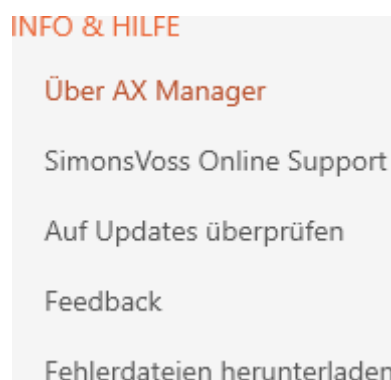 INFO & HILFE
Über AX Manager
SimonsVoss Online Support
Auf Updates überprüfen
Feedback
Fehlerdateien herunterladen